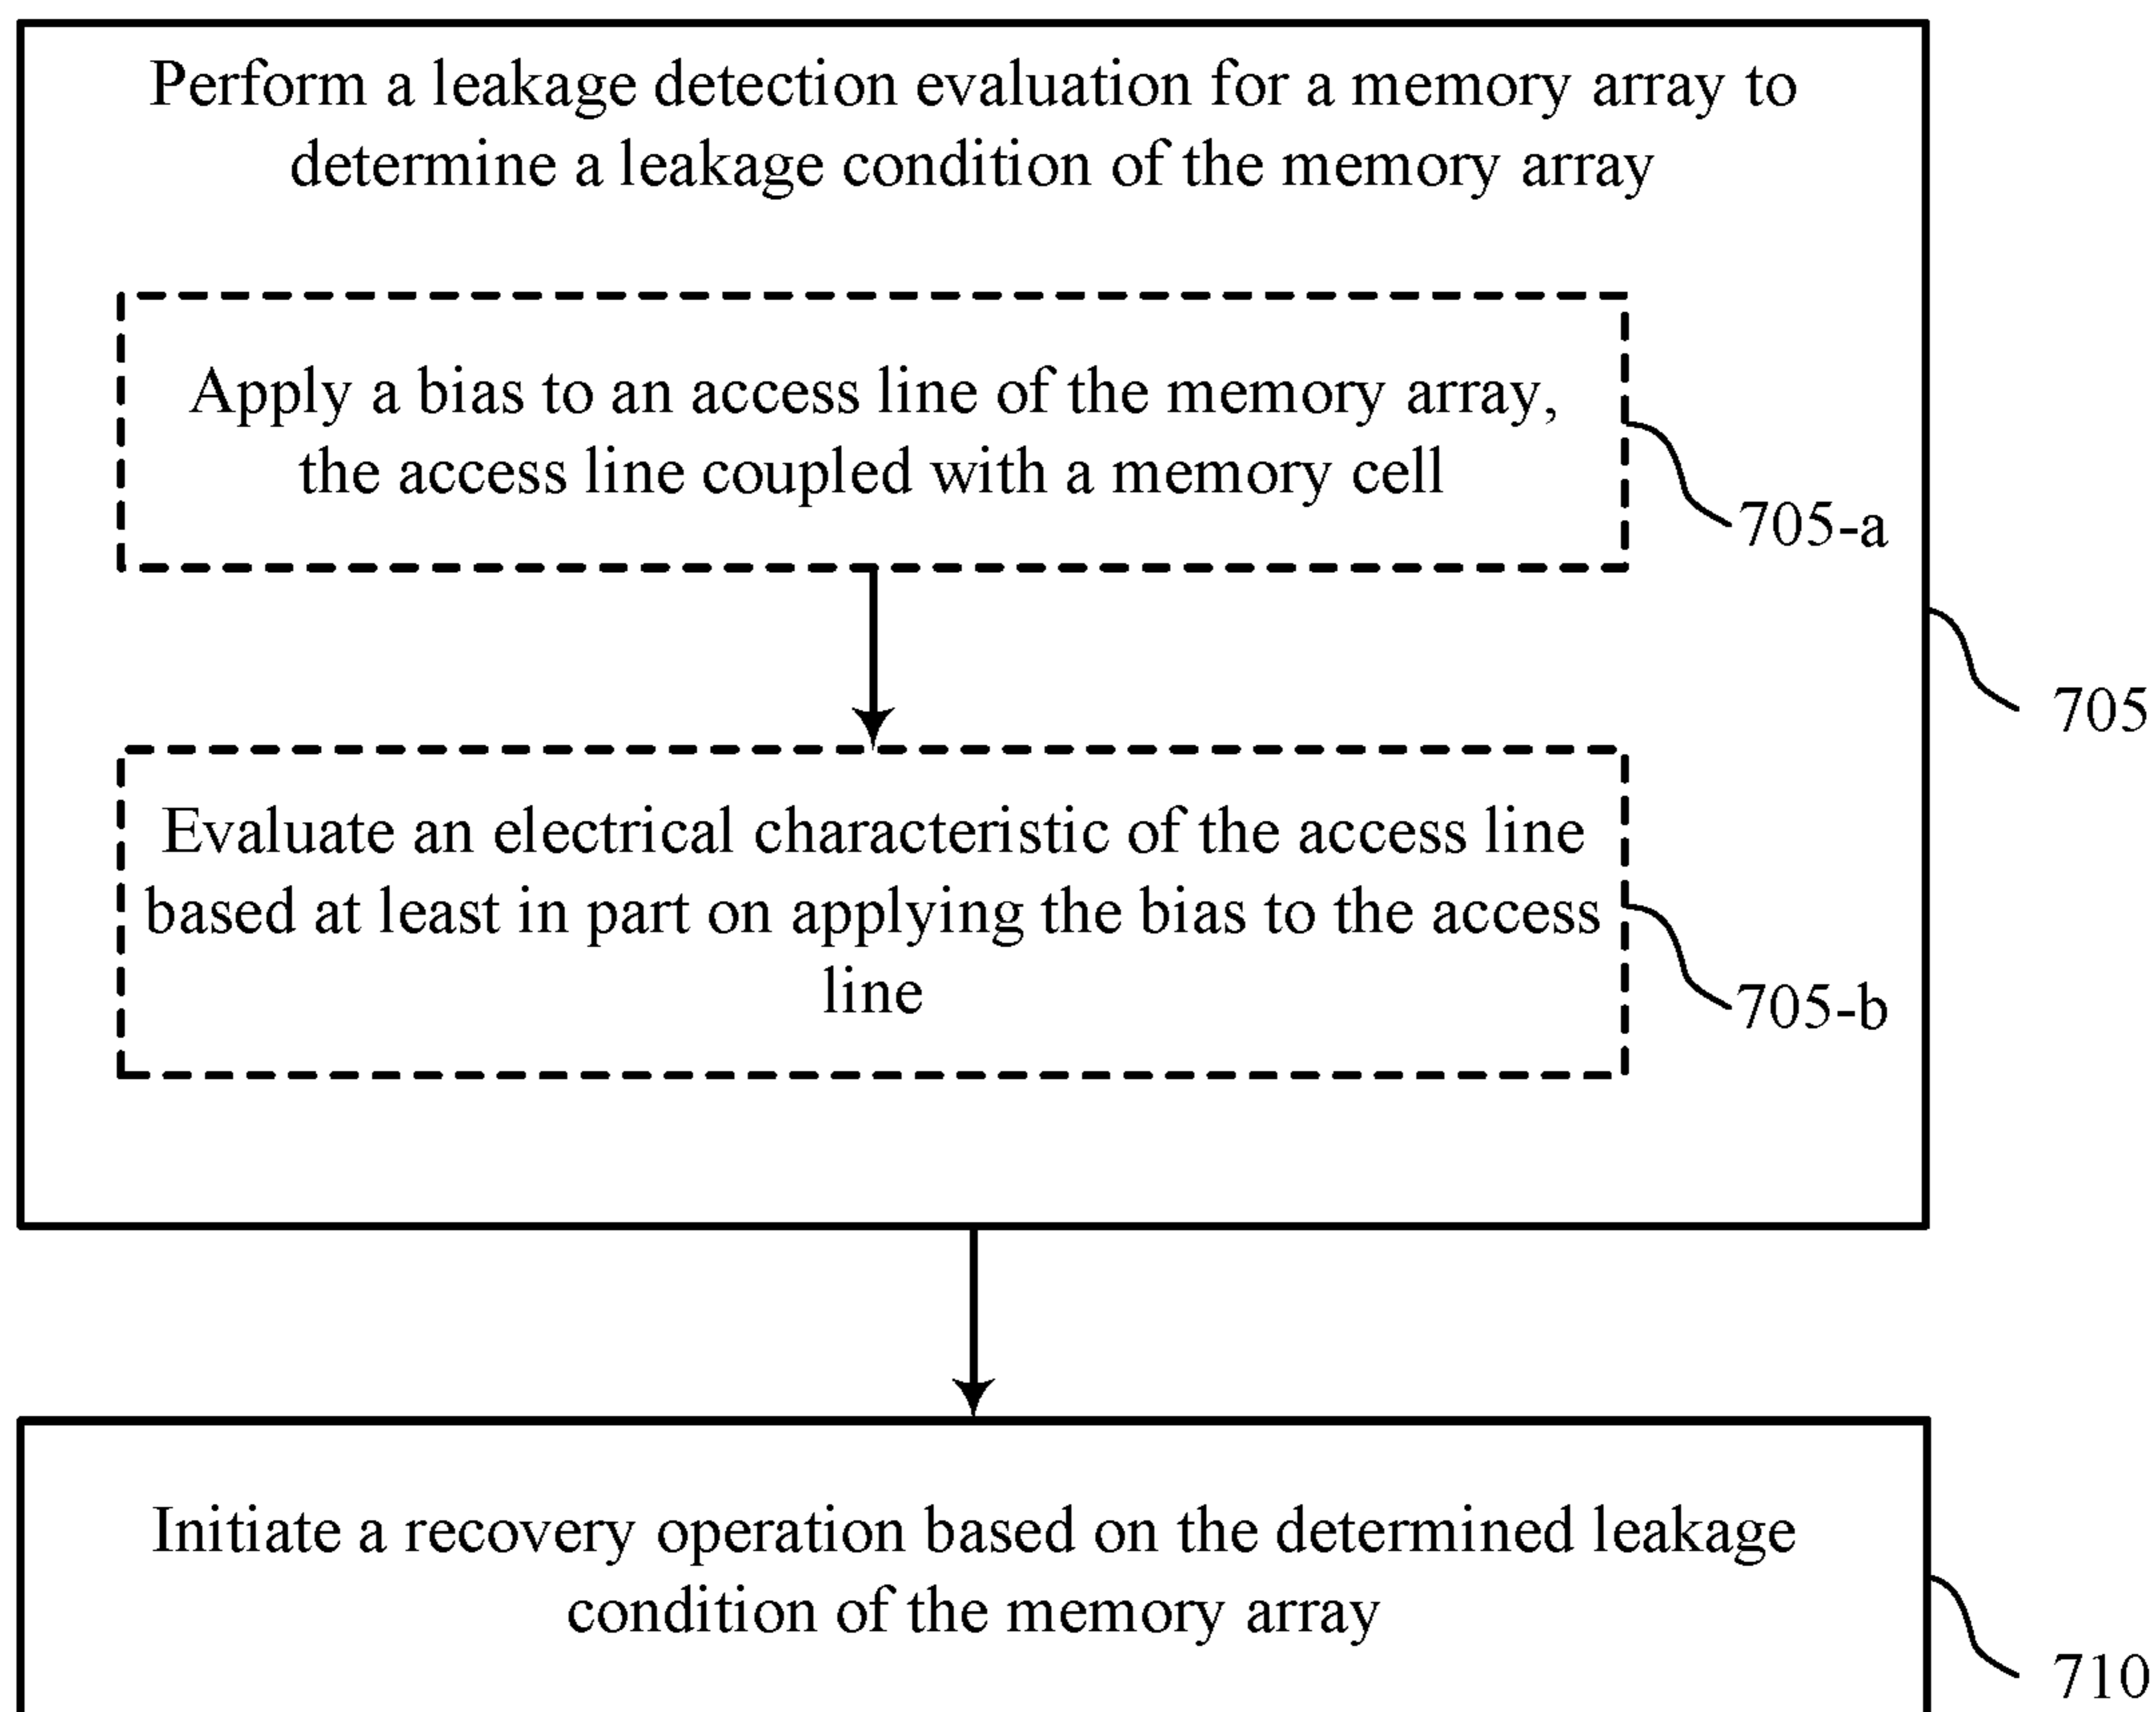 Perform a leakage detection evaluation for a memory array to
determine a leakage condition of the memory array
Apply a bias to an access line of the memory array,
the access line coupled with a memory cell
705-a
705
Evaluate an electrical characteristic of the access line
based at least in part on applying the bias to the access
line
705-b
Initiate a recovery operation based on the determined leakage
condition of the memory array
710